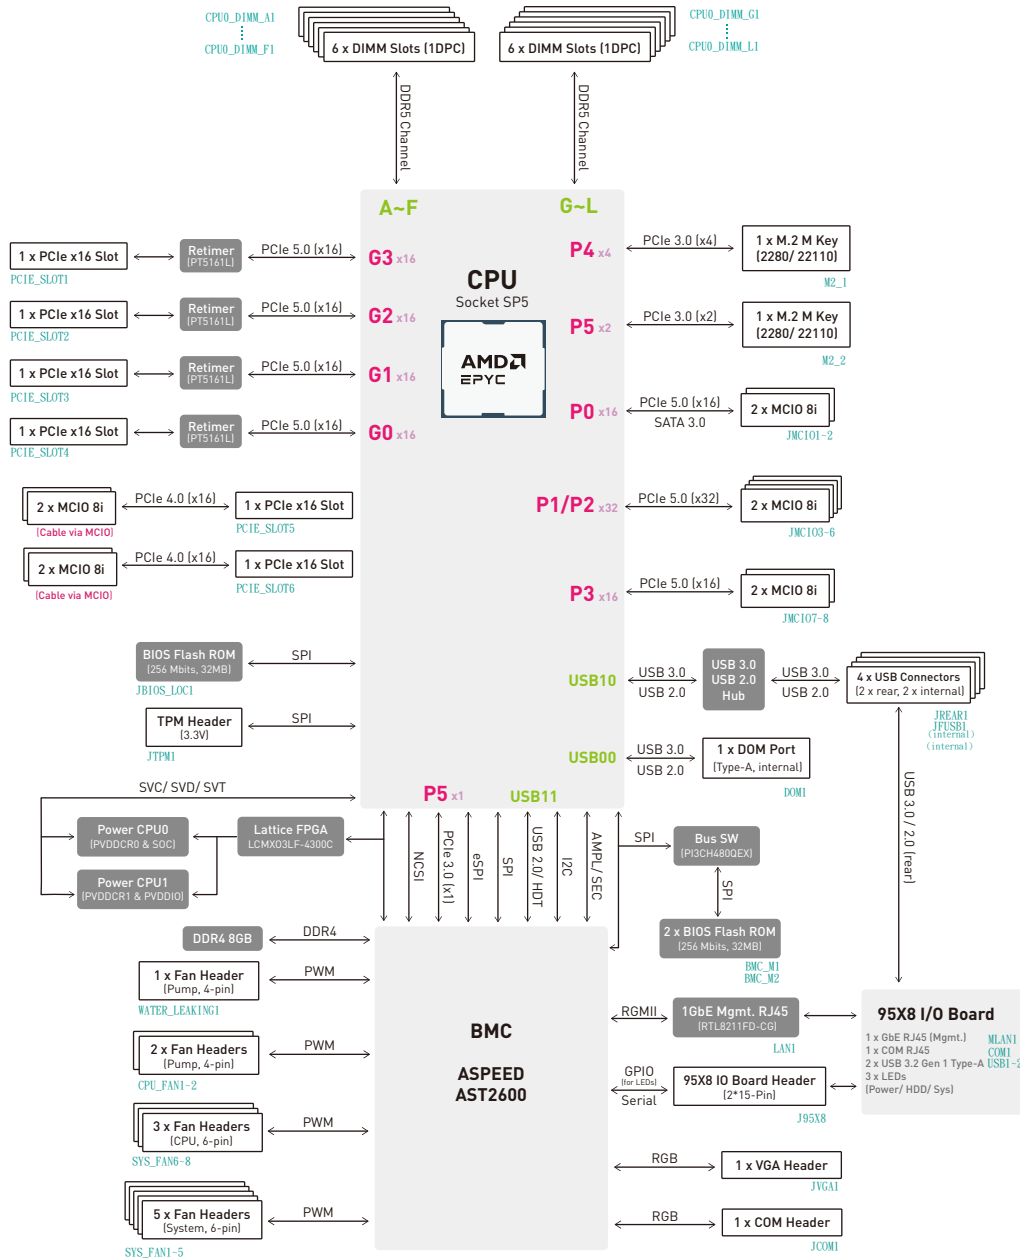 CPU0_DIMM_A1
CPU0_DIMM_F1
6 x DIMM Slots (1DPC)
6 x DIMM Slots (1DPC)
CPU0_DIMM_G1
CPU0_DIMM_L1
DDR5 Channel
DDR5 Channel
A~F
G~L
CPU
Socket SP5
AMD
EPYC
1 x PCIe x16 Slot
PCIE_SLOT1
Retimer
(PT5161L)
PCIe 5.0 (x16)
G3 x16
1 x PCIe x16 Slot
PCIE_SLOT2
Retimer
(PT5161L)
PCIe 5.0 (x16)
G2 x16
1 x PCIe x16 Slot
PCIE_SLOT3
Retimer
(PT5161L)
PCIe 5.0 (x16)
G1 x16
1 x PCIe x16 Slot
PCIE_SLOT4
Retimer
(PT5161L)
PCIe 5.0 (x16)
G0 x16
P4 x4
PCIe 3.0 (x4)
1 x M.2 M Key
(2280/ 22110)
M2_1
P5 x2
PCIe 3.0 (x2)
1 x M.2 M Key
(2280/ 22110)
M2_2
P0 x16
PCIe 5.0 (x16)
SATA 3.0
2 x MCIO 8i
JMCIO1-2
P1/P2 x32
PCIe 5.0 (x32)
2 x MCIO 8i
JMCIO3-6
P3 x16
PCIe 5.0 (x16)
2 x MCIO 8i
JMCIO7-8
2 x MCIO 8i
(Cable via MCIO)
PCIe 4.0 (x16)
1 x PCIe x16 Slot
PCIE_SLOT5
2 x MCIO 8i
(Cable via MCIO)
PCIe 4.0 (x16)
1 x PCIe x16 Slot
PCIE_SLOT6
BIOS Flash ROM
(256 Mbits, 32MB)
JBIOS_LOC1
SPI
TPM Header
(3.3V)
JTPM1
SPI
USB10
USB 3.0
USB 2.0
USB 3.0
USB 2.0
Hub
USB 3.0
USB 2.0
4 x USB Connectors
(2 x rear, 2 x internal)
JREAR1
JFUSB1
(internal)
(internal)
USB00
USB 3.0
USB 2.0
1 x DOM Port
(Type-A, internal)
DOM1
P5 x1
USB11
SVC/ SVD/ SVT
Power CPU0
(PVDDCR0 & SOC)
Power CPU1
(PVDDCR1 & PVDDIO)
Lattice FPGA
LCMXO3LF-4300C
NCSI
PCIe 3.0 (x1)
eSPI
SPI
USB 2.0/ HDT
I2C
AMPL/ SEC
SPI
Bus SW
(PI3CH480QEX)
SPI
2 x BIOS Flash ROM
(256 Mbits, 32MB)
BMC_M1
BMC_M2
USB 3.0 / 2.0 (rear)
DDR4 8GB
DDR4
1 x Fan Header
(Pump, 4-pin)
WATER_LEAKING1
PWM
2 x Fan Headers
(Pump, 4-pin)
CPU_FAN1-2
PWM
3 x Fan Headers
(CPU, 6-pin)
SYS_FAN6-8
PWM
5 x Fan Headers
(System, 6-pin)
SYS_FAN1-5
PWM
BMC
ASPEED
AST2600
RGMII
1GbE Mgmt. RJ45
(RTL8211FD-CG)
LAN1
GPIO
(for LEDs)
Serial
95X8 IO Board Header
(2*15-Pin)
J95X8
95X8 I/O Board
1 x GbE RJ45 (Mgmt.) MLAN1
1 x COM RJ45 COM1
2 x USB 3.2 Gen 1 Type-A USB1-2
3 x LEDs
(Power/ HDD/ Sys)
RGB
1 x VGA Header
JVGA1
RGB
1 x COM Header
JCOM1